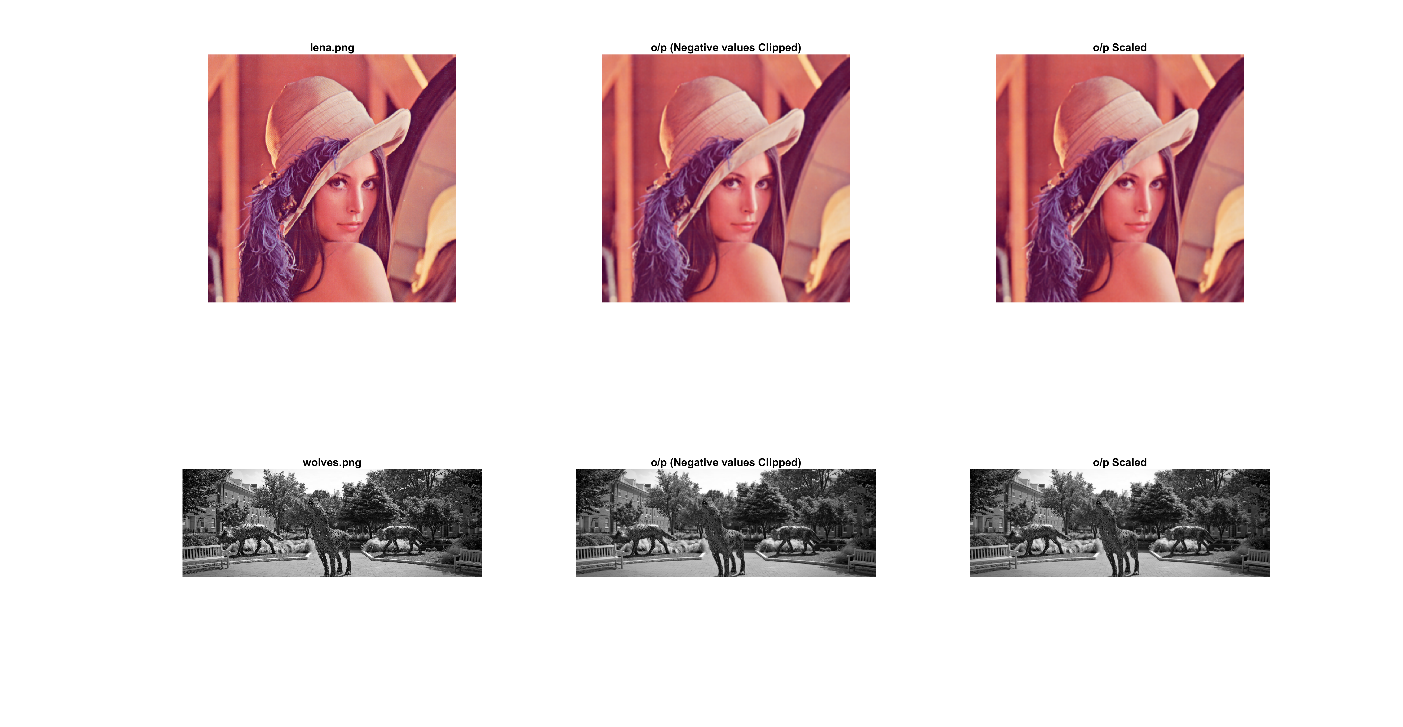 lena.png
o/p (Negative values Clipped)
o/p Scaled
wolves.png
o/p (Negative values Clipped)
o/p Scaled